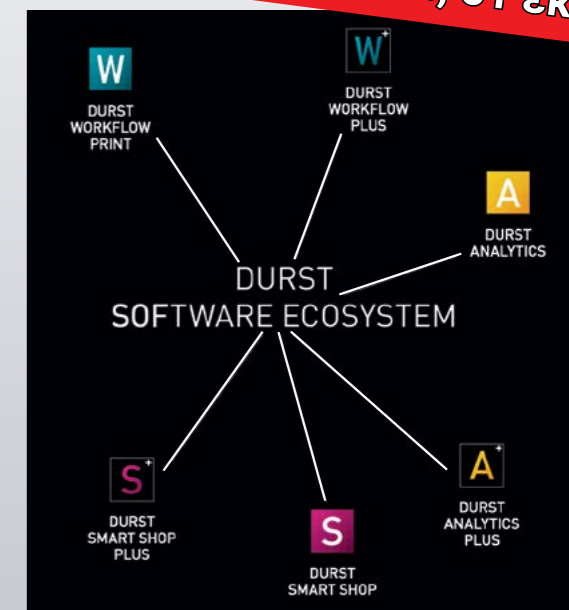 W
DURST
WORKFLOW
PRINT
W+
DURST
WORKFLOW
PLUS
A
DURST
ANALYTICS
DURST
SOFTWARE ECOSYSTEM
S+
DURST
SMART SHOP
PLUS
S
DURST
SMART SHOP
A+
DURST
ANALYTICS
PLUS